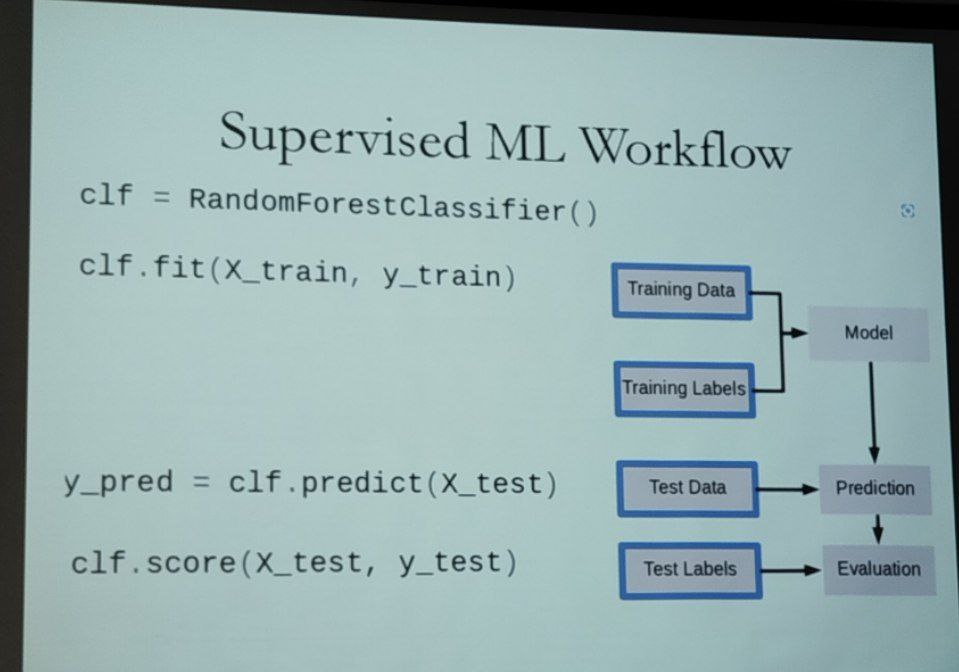 Supervised ML Workflow
clf = RandomForestClassifier()
clf.fit(X_train, y_train)
Training Data
Model
Training Labels
y_pred = clf.predict(X_test)
Test Data
Prediction
clf.score(X_test, y_test)
Test Labels
Evaluation